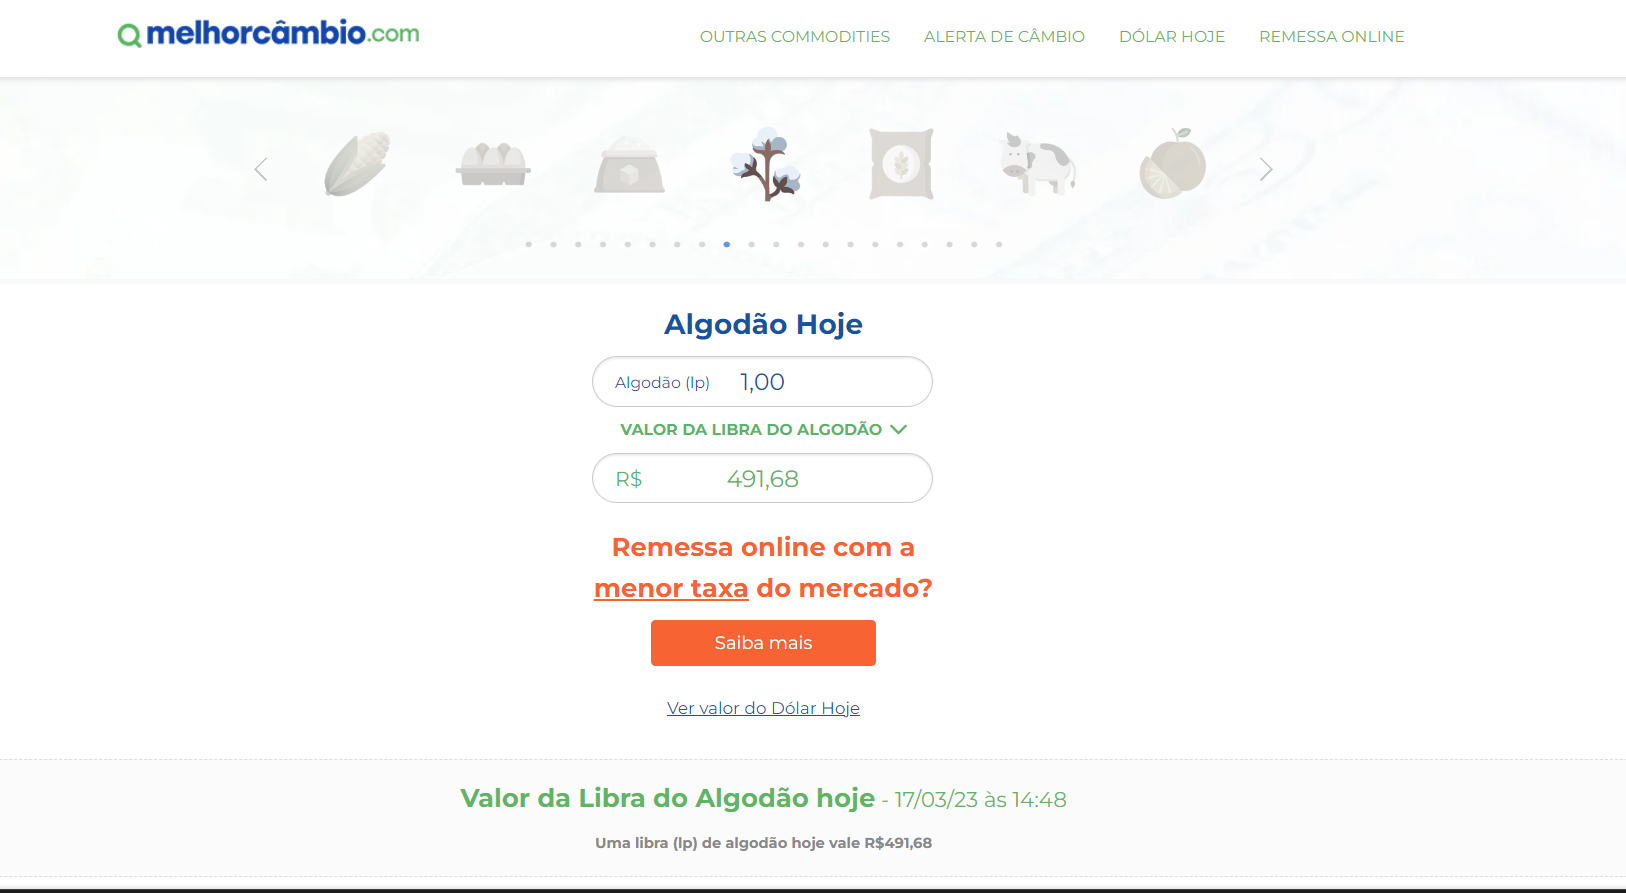 melhorcâmbio.com
OUTRAS COMMODITIES ALERTA DE CÂMBIO DÓLAR HOJE REMESSA ONLINE
Algodão Hoje
Algodão (lp) 1,00
VALOR DA LIBRA DO ALGODÃO
R$ 491,68
Remessa online com a
menor taxa do mercado?
Saiba mais
Ver valor do Dólar Hoje
Valor da Libra do Algodão hoje - 17/03/23 às 14:48
Uma libra (lp) de algodão hoje vale R$491,68